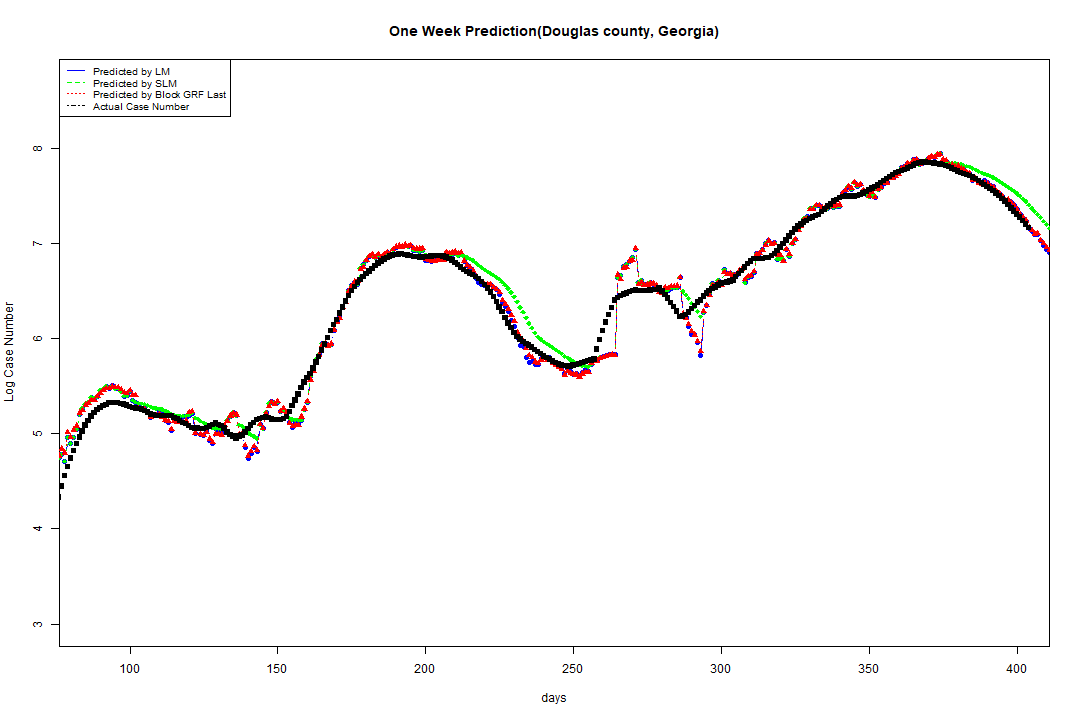 One Week Prediction(Douglas county, Georgia)
Predicted by LM
Predicted by SLM
Predicted by Block GRF Last
Actual Case Number
8
7
6
5
4
3
Log Case Number
100 150 200 250 300 350 400
days